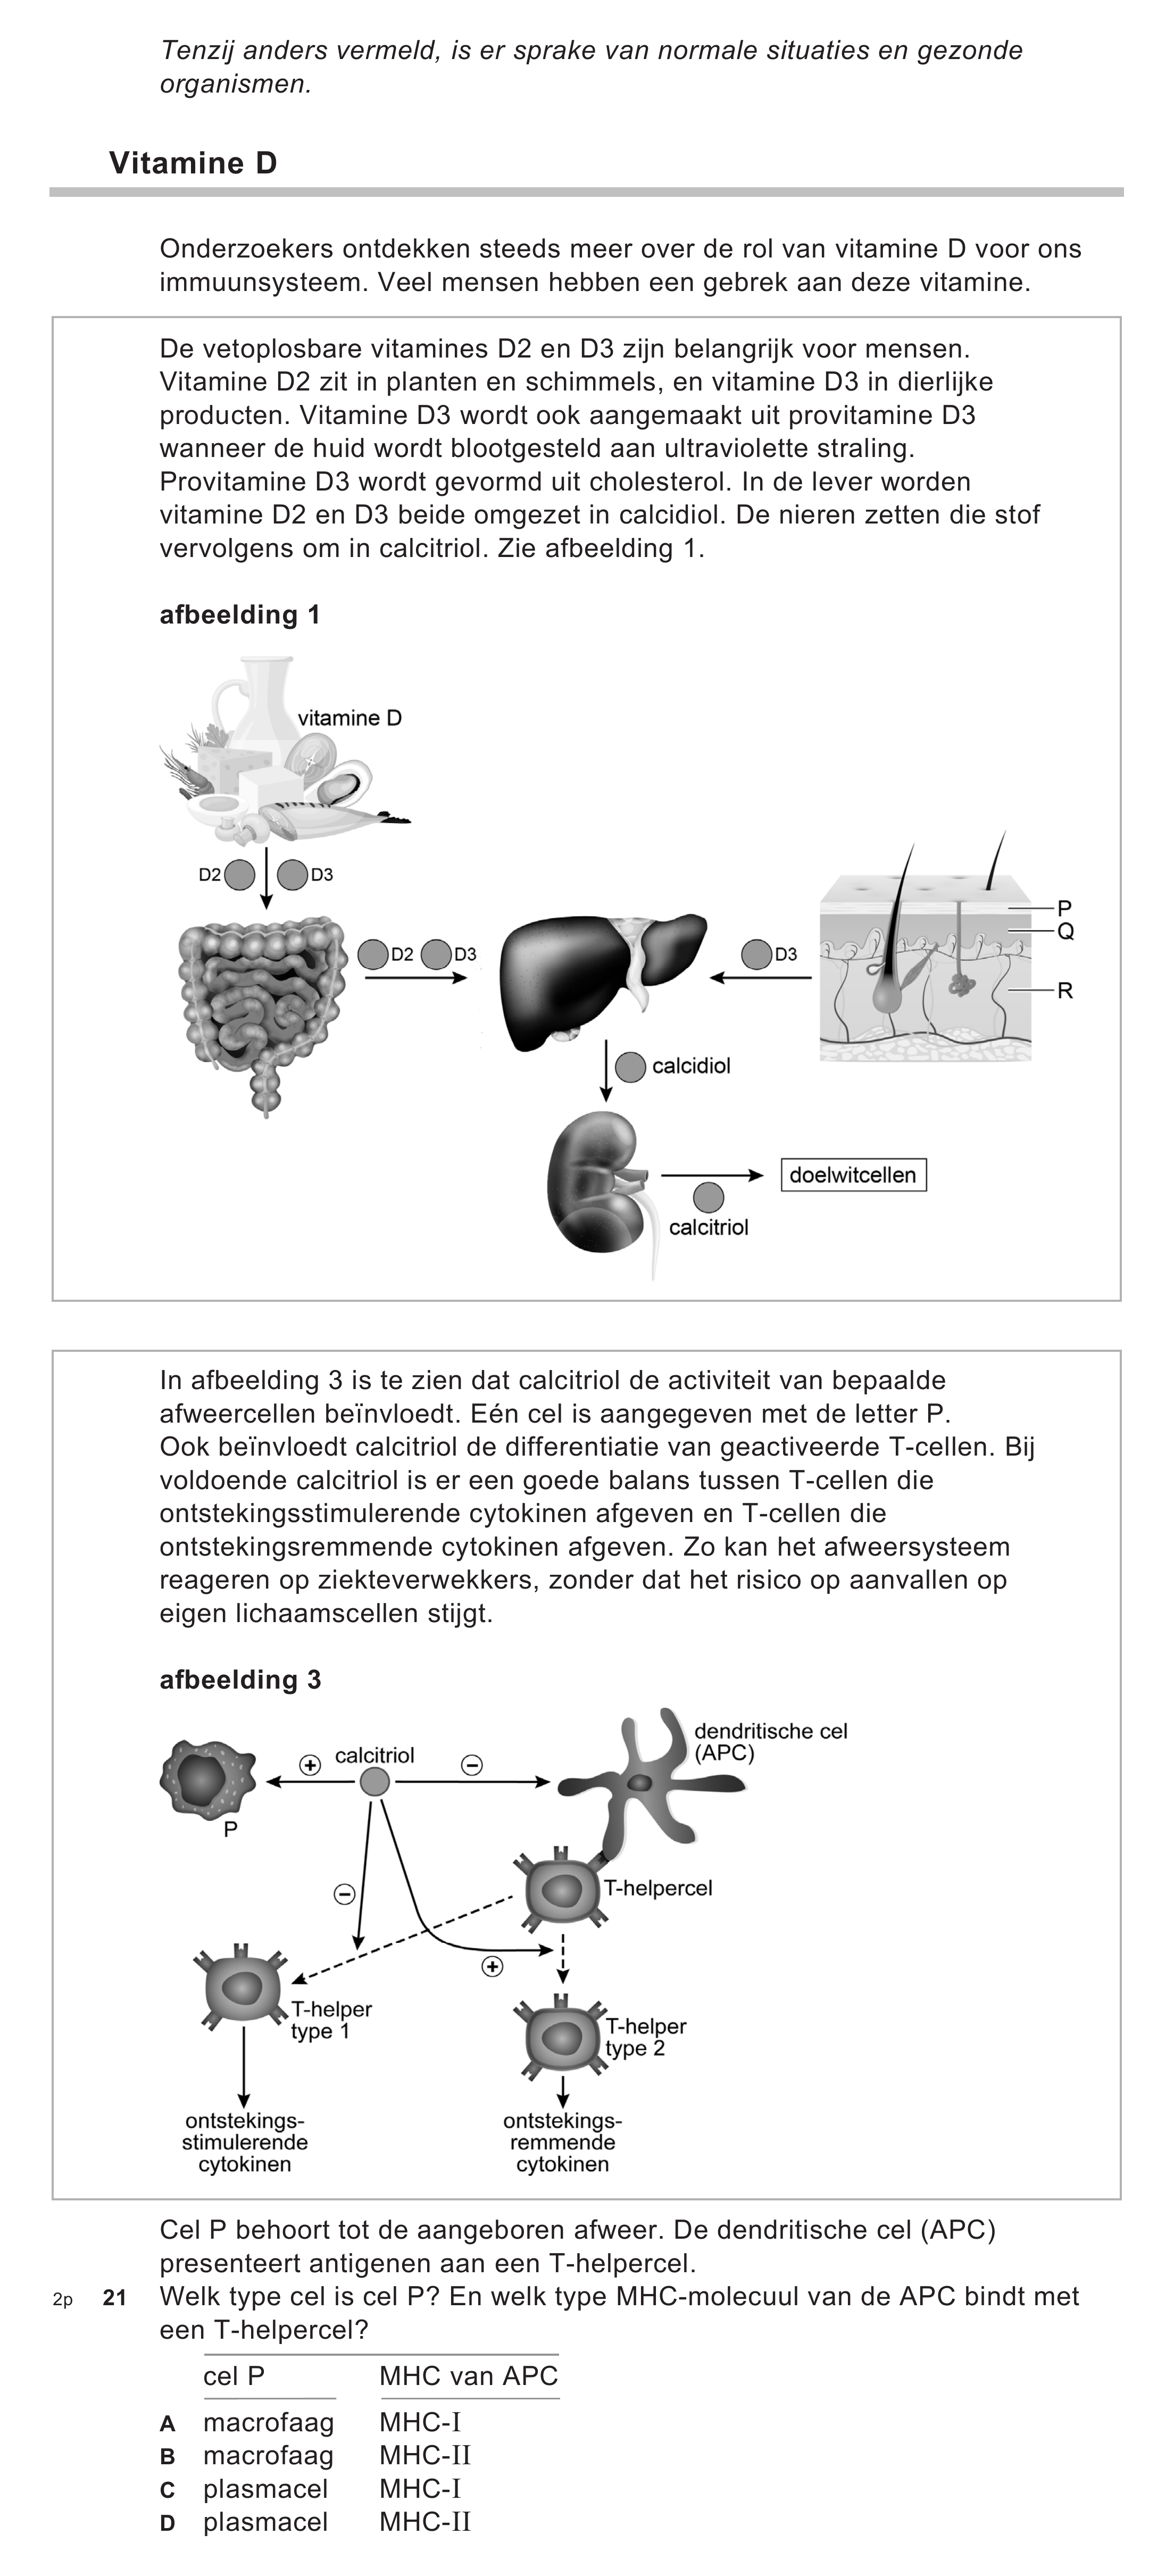 Tenzij anders vermeld, is er sprake van normale situaties en gezonde
organismen.
Vitamine D
Onderzoekers ontdekken steeds meer over de rol van vitamine D voor ons
immuunsysteem. Veel mensen hebben een gebrek aan deze vitamine.
De vetoplosbare vitamines D2 en D3 zijn belangrijk voor mensen.
Vitamine D2 zit in planten en schimmels, en vitamine D3 in dierlijke
producten. Vitamine D3 wordt ook aangemaakt uit provitamine D3
wanneer de huid wordt blootgesteld aan ultraviolette straling.
Provitamine D3 wordt gevormd uit cholesterol. In de lever worden
vitamine D2 en D3 beide omgezet in calcidiol. De nieren zetten die stof
vervolgens om in calcitriol. Zie afbeelding 1.
afbeelding 1
vitamine D
D2 D3
D2 D3
D3
P
Q
R
calcidiol
doelwitcellen
calcitriol
In afbeelding 3 is te zien dat calcitriol de activiteit van bepaalde
afweercellen beïnvloedt. Eén cel is aangegeven met de letter P.
Ook beïnvloedt calcitriol de differentiatie van geactiveerde T-cellen. Bij
voldoende calcitriol is er een goede balans tussen T-cellen die
ontstekingsstimulerende cytokinen afgeven en T-cellen die
ontstekingsremmende cytokinen afgeven. Zo kan het afweersysteem
reageren op ziekteverwekkers, zonder dat het risico op aanvallen op
eigen lichaamscellen stijgt.
afbeelding 3
dendritische cel
(APC)
calcitriol
+
−
P
T-helpercel
−
+
T-helper
type 1
T-helper
type 2
ontstekings-
stimulerende
cytokinen
ontstekings-
remmende
cytokinen
Cel P behoort tot de aangeboren afweer. De dendritische cel (APC)
presenteert antigenen aan een T-helpercel.
2p 21 Welk type cel is cel P? En welk type MHC-molecuul van de APC bindt met
een T-helpercel?
cel P MHC van APC
A macrofaag MHC-I
B macrofaag MHC-II
C plasmacel MHC-I
D plasmacel MHC-II